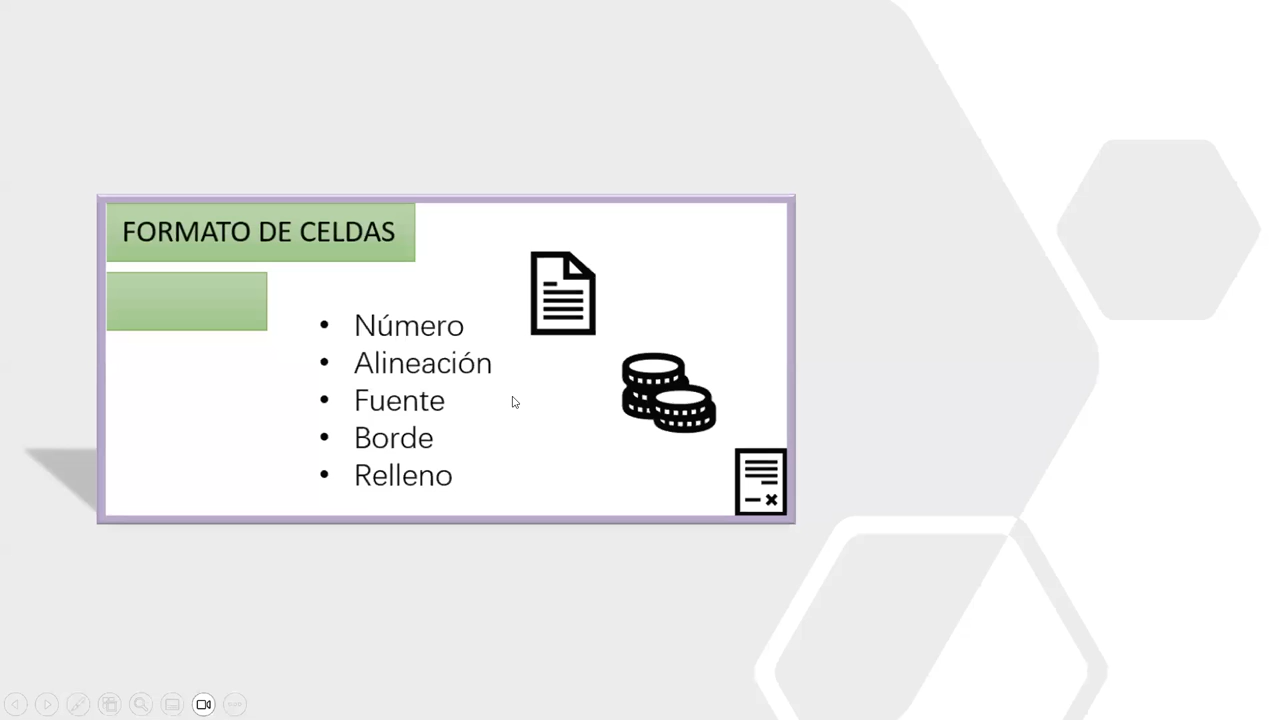 FORMATO DE CELDAS
• Número
• Alineación
• Fuente
• Borde
• Relleno